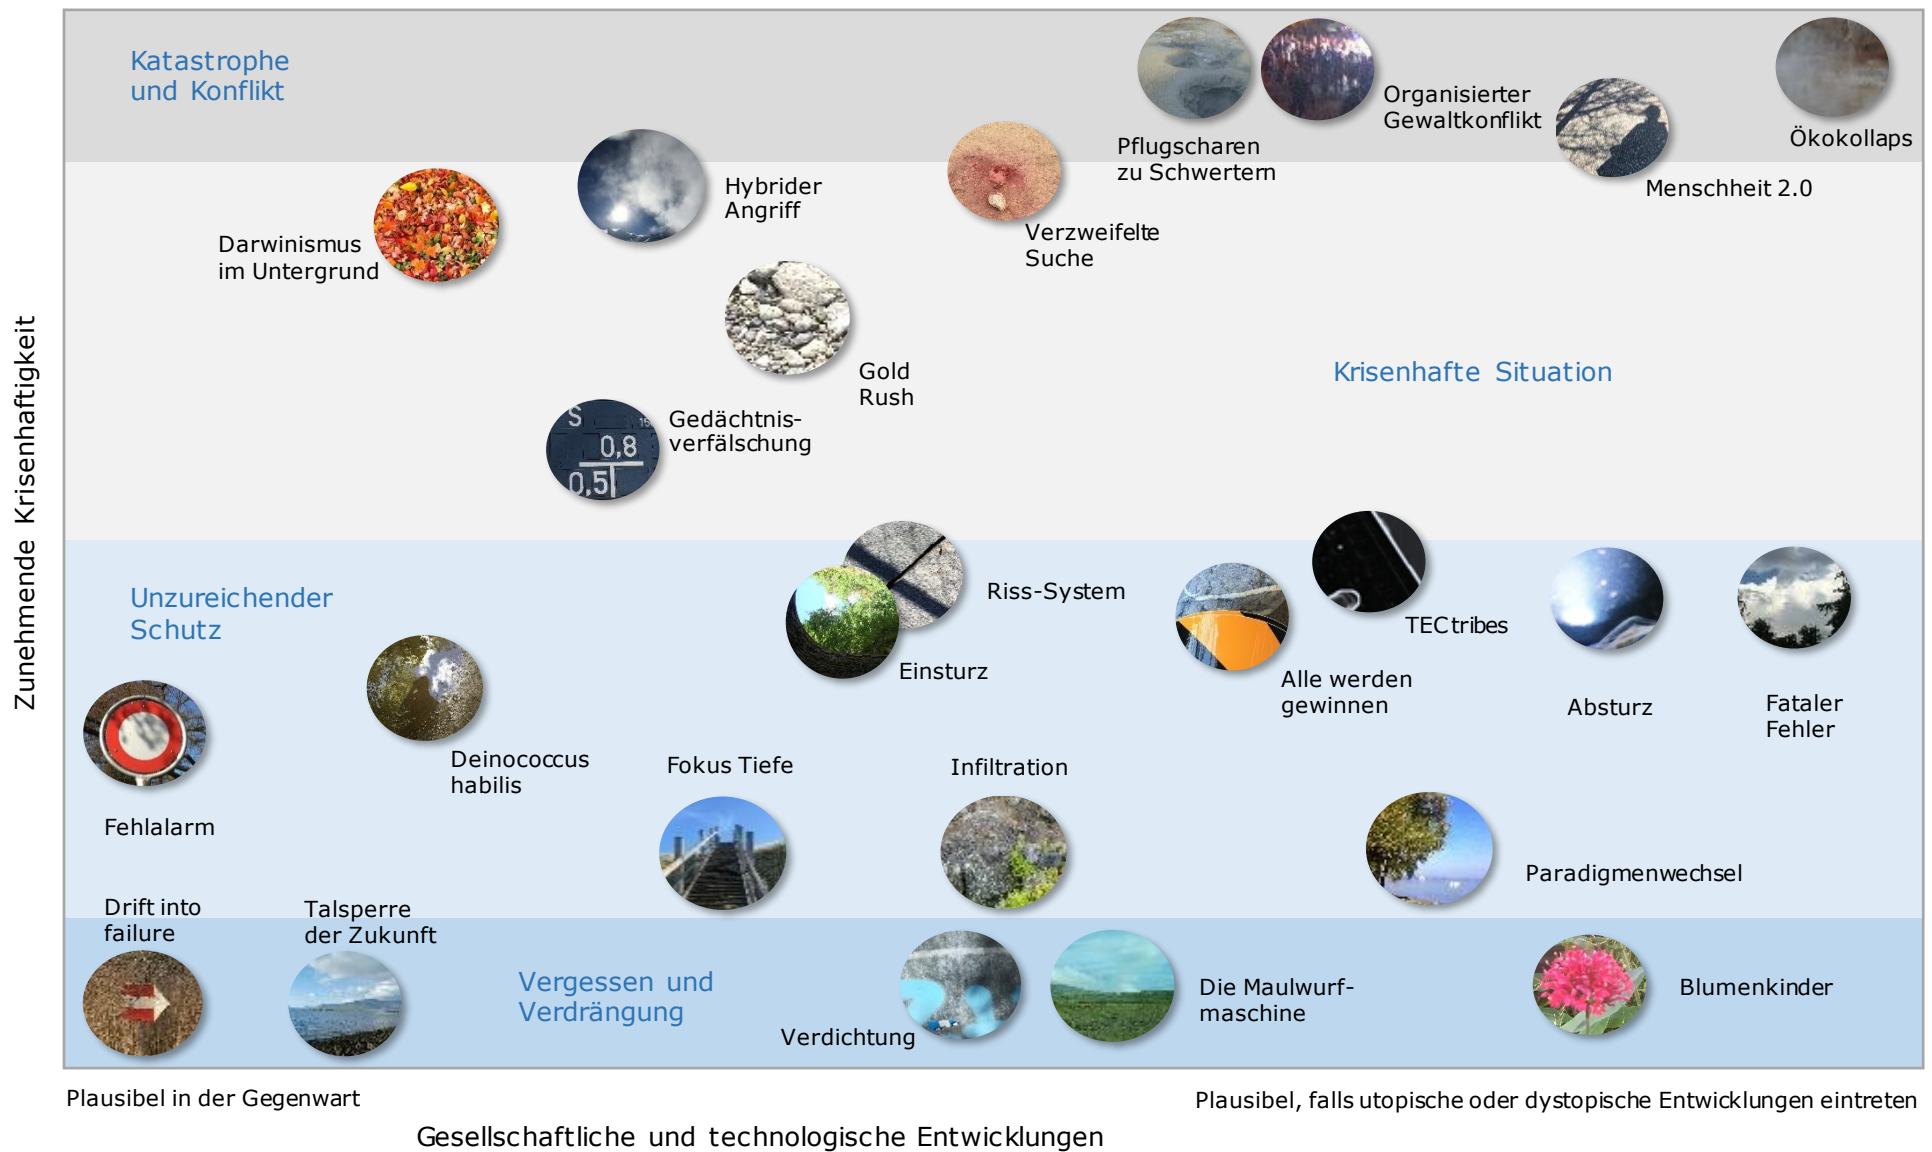 Katastrophe
und Konflikt
Organisierter
Gewaltkonflikt
Pflugscharen
zu Schwertern
Ökokollaps
Menschheit 2.0
Hybrider
Angriff
Verzweifelte
Suche
Darwinismus
im Untergrund
Gold
Rush
Krisenhafte Situation
Gedächtnis-
verfälschung
S
15
0,8
0,5
Zunehmende Krisenhaftigkeit
Unzureichender
Schutz
Riss-System
Einsturz
TECtribes
Alle werden
gewinnen
Absturz
Fataler
Fehler
Deinococcus
habilis
Fokus Tiefe
Infiltration
Fehlalarm
Paradigmenwechsel
Drift into
failure
Talsperre
der Zukunft
Vergessen und
Verdrängung
Verdichtung
Die Maulwurf-
maschine
Blumenkinder
Plausibel in der Gegenwart
Plausibel, falls utopische oder dystopische Entwicklungen eintreten
Gesellschaftliche und technologische Entwicklungen